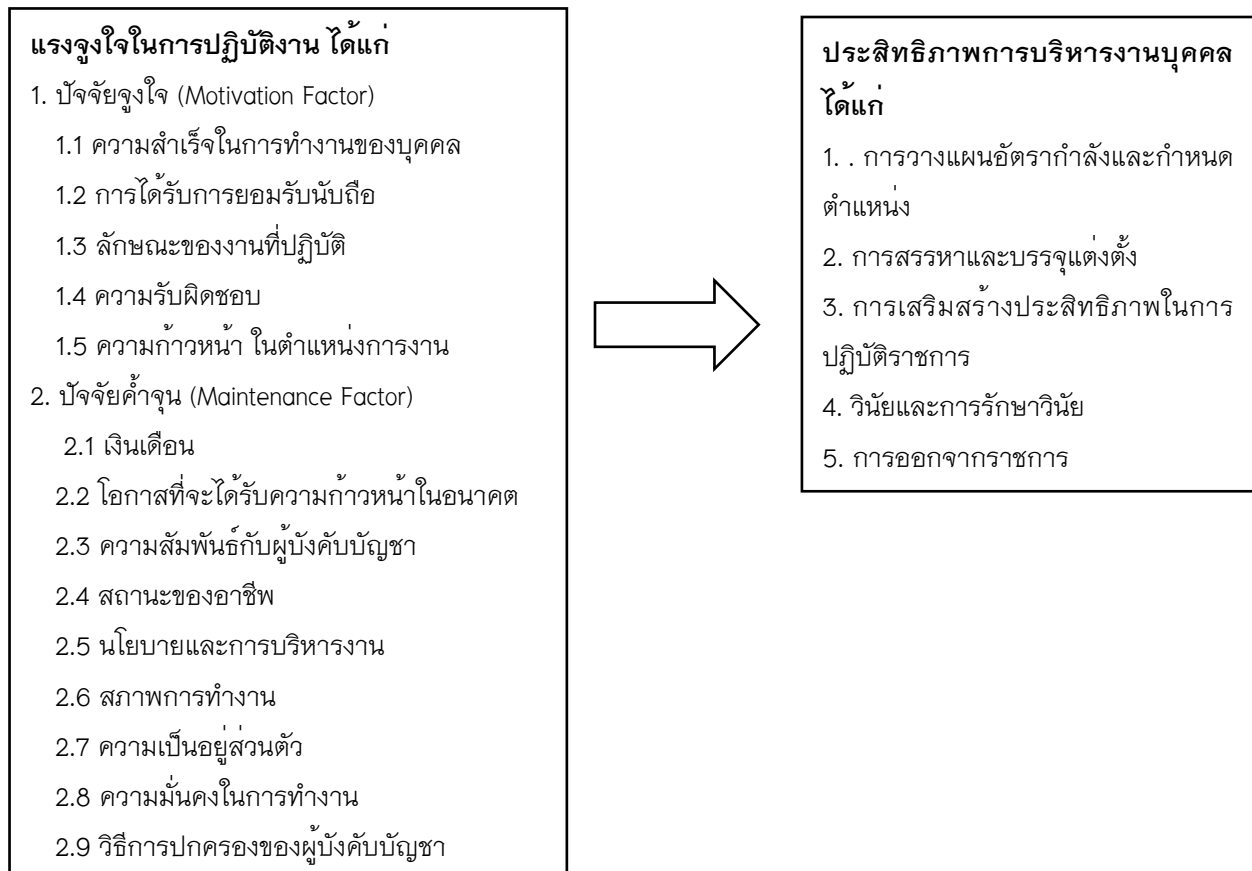 แรงจูงใจในการปฏิบัติงาน ได้แก่
1. ปัจจัยจูงใจ (Motivation Factor)
1.1 ความสำเร็จในการทำงานของบุคคล
1.2 การได้รับการยอมรับนับถือ
1.3 ลักษณะของงานที่ปฏิบัติ
1.4 ความรับผิดชอบ
1.5 ความก้าวหน้า ในตำแหน่งการงาน
2. ปัจจัยค้ำจุน (Maintenance Factor)
2.1 เงินเดือน
2.2 โอกาสที่จะได้รับความก้าวหน้าในอนาคต
2.3 ความสัมพันธ์กับผู้บังคับบัญชา
2.4 สถานะของอาชีพ
2.5 นโยบายและการบริหารงาน
2.6 สภาพการทำงาน
2.7 ความเป็นอยู่ส่วนตัว
2.8 ความมั่นคงในการทำงาน
2.9 วิธีการปกครองของผู้บังคับบัญชา
ประสิทธิภาพการบริหารงานบุคคล
ได้แก่
1. . การวางแผนอัตรากำลังและกำหนด
ตำแหน่ง
2. การสรรหาและบรรจุแต่งตั้ง
3. การเสริมสร้างประสิทธิภาพในการ
ปฏิบัติราชการ
4. วินัยและการรักษาวินัย
5. การออกจากราชการ